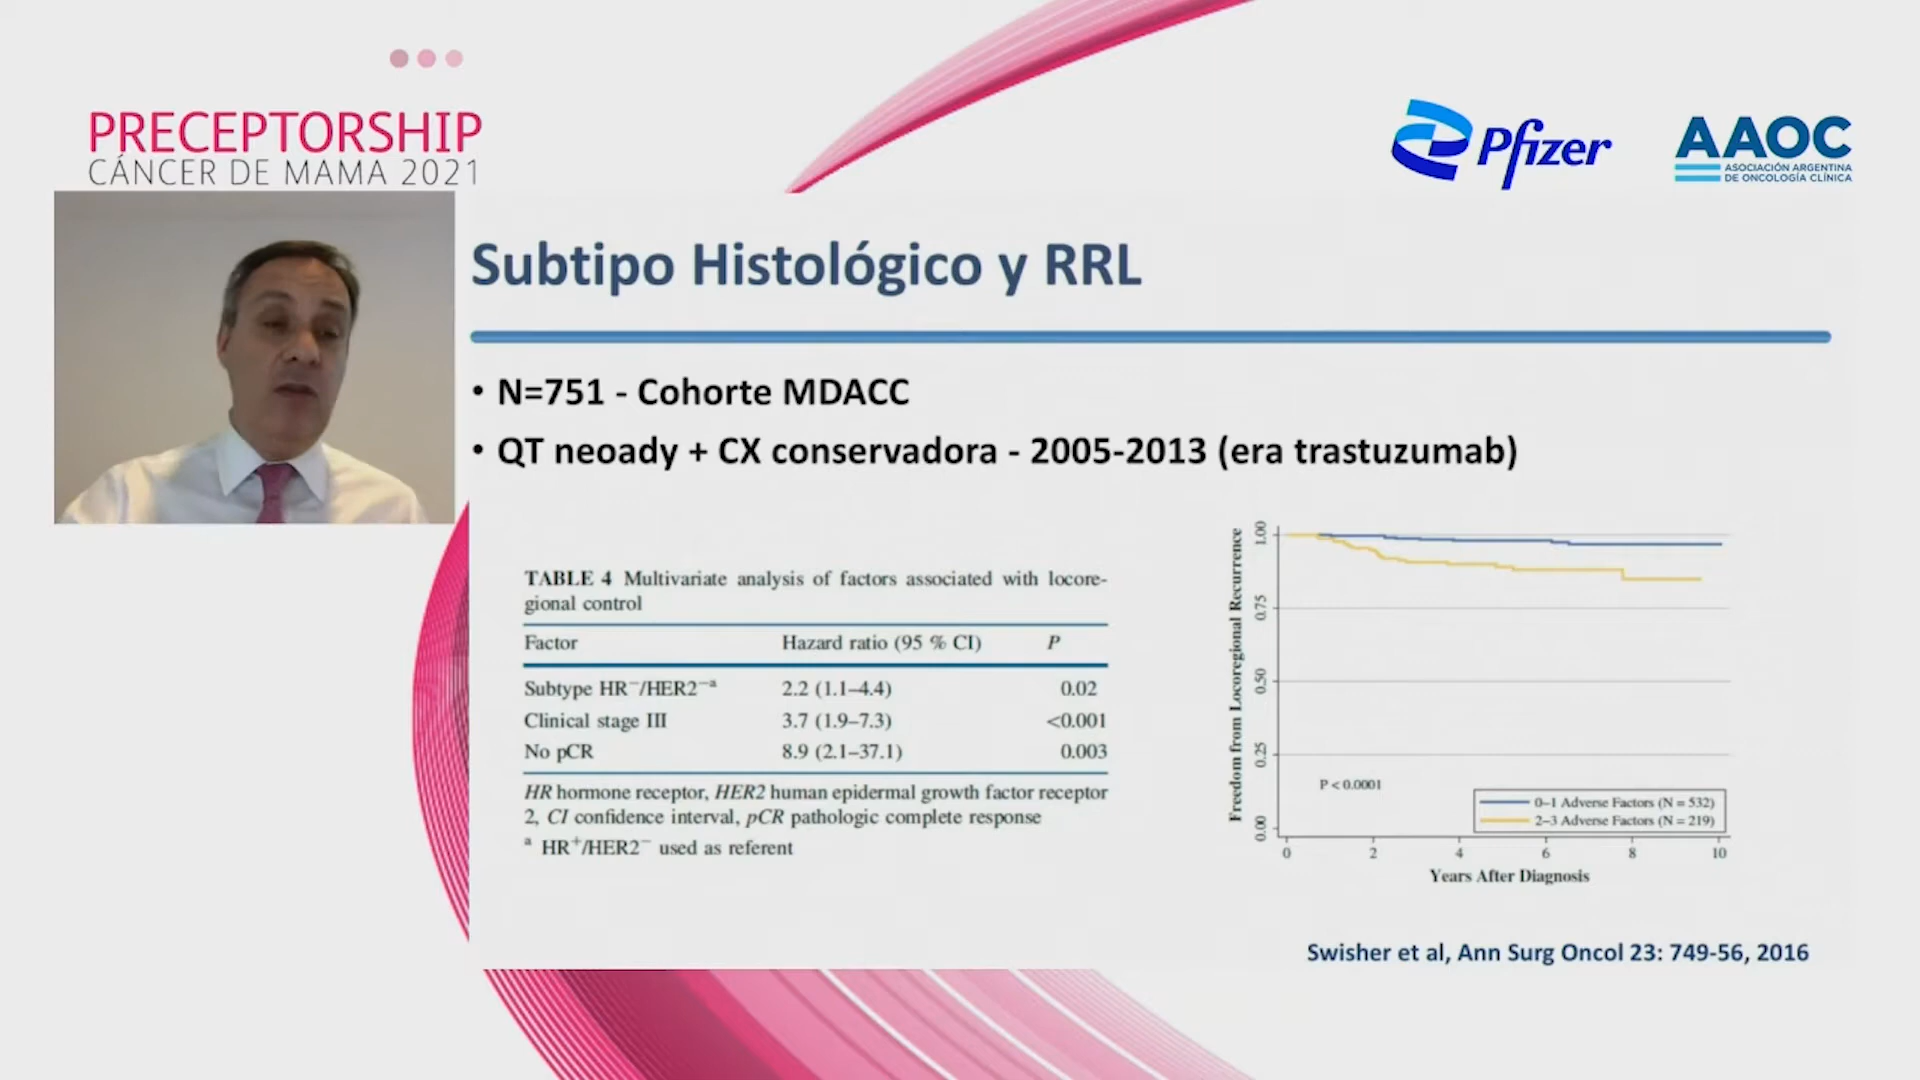 PRECEPTORSHIP
CÁNCER DE MAMA 2021
Pfizer
AAOC
ASOCIACIÓN ARGENTINA
DE ONCOLOGÍA CLÍNICA
Subtipo Histológico y RRL
• N=751 - Cohorte MDACC
• QT neoady + CX conservadora - 2005-2013 (era trastuzumab)
TABLE 4 Multivariate analysis of factors associated with locore-
gional control
Factor Hazard ratio (95 % CI) P
Subtype HR⁻/HER2⁻ᵃ 2.2 (1.1–4.4) 0.02
Clinical stage III 3.7 (1.9–7.3) <0.001
No pCR 8.9 (2.1–37.1) 0.003
HR hormone receptor, HER2 human epidermal growth factor receptor
2, CI confidence interval, pCR pathologic complete response
ᵃ HR⁺/HER2⁻ used as referent
Freedom from Locoregional Recurrence
1.00
0.75
0.50
0.25
0.00
P < 0.0001
0–1 Adverse Factors (N = 532)
2–3 Adverse Factors (N = 219)
0 2 4 6 8 10
Years After Diagnosis
Swisher et al, Ann Surg Oncol 23: 749-56, 2016